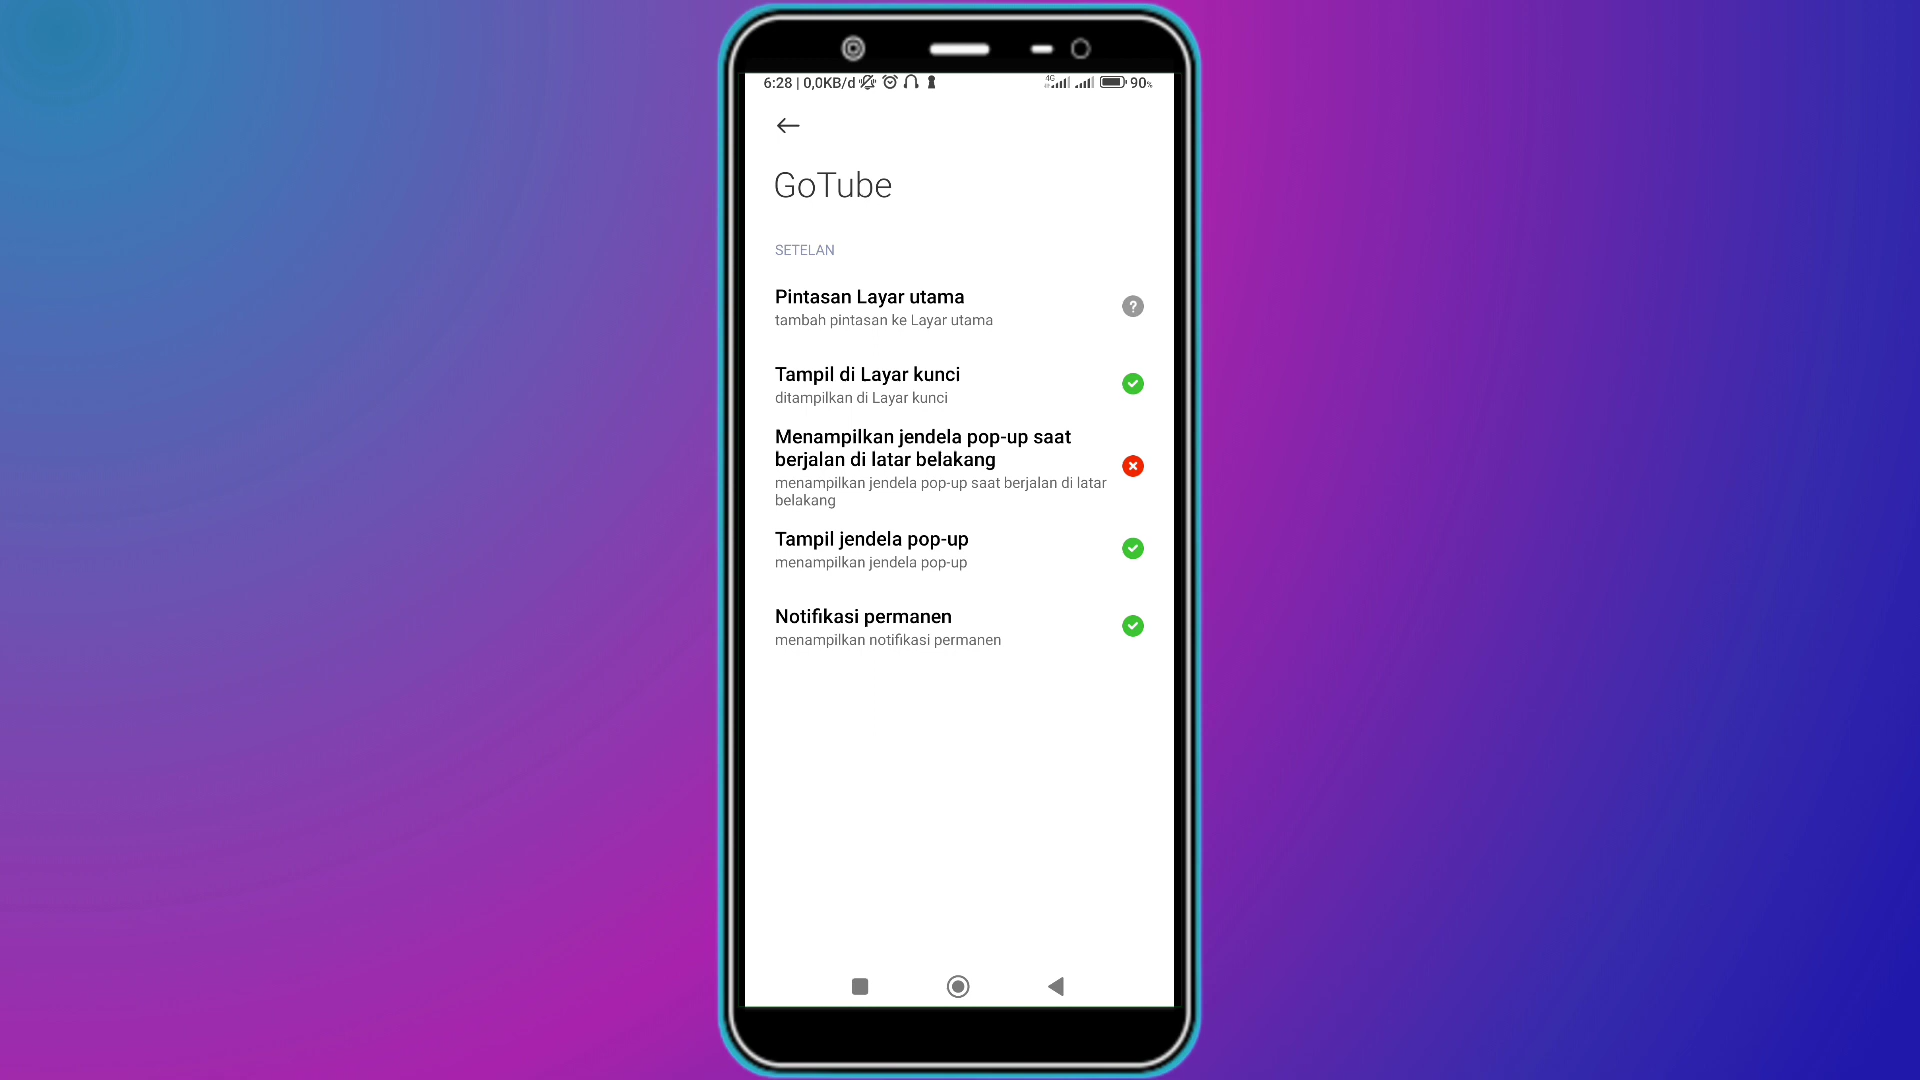 6:28 | 0,0KB/d 4G 90%
GoTube
SETELAN
Pintasan Layar utama
tambah pintasan ke Layar utama
Tampil di Layar kunci
ditampilkan di Layar kunci
Menampilkan jendela pop-up saat
berjalan di latar belakang
menampilkan jendela pop-up saat berjalan di latar
belakang
Tampil jendela pop-up
menampilkan jendela pop-up
Notifikasi permanen
menampilkan notifikasi permanen